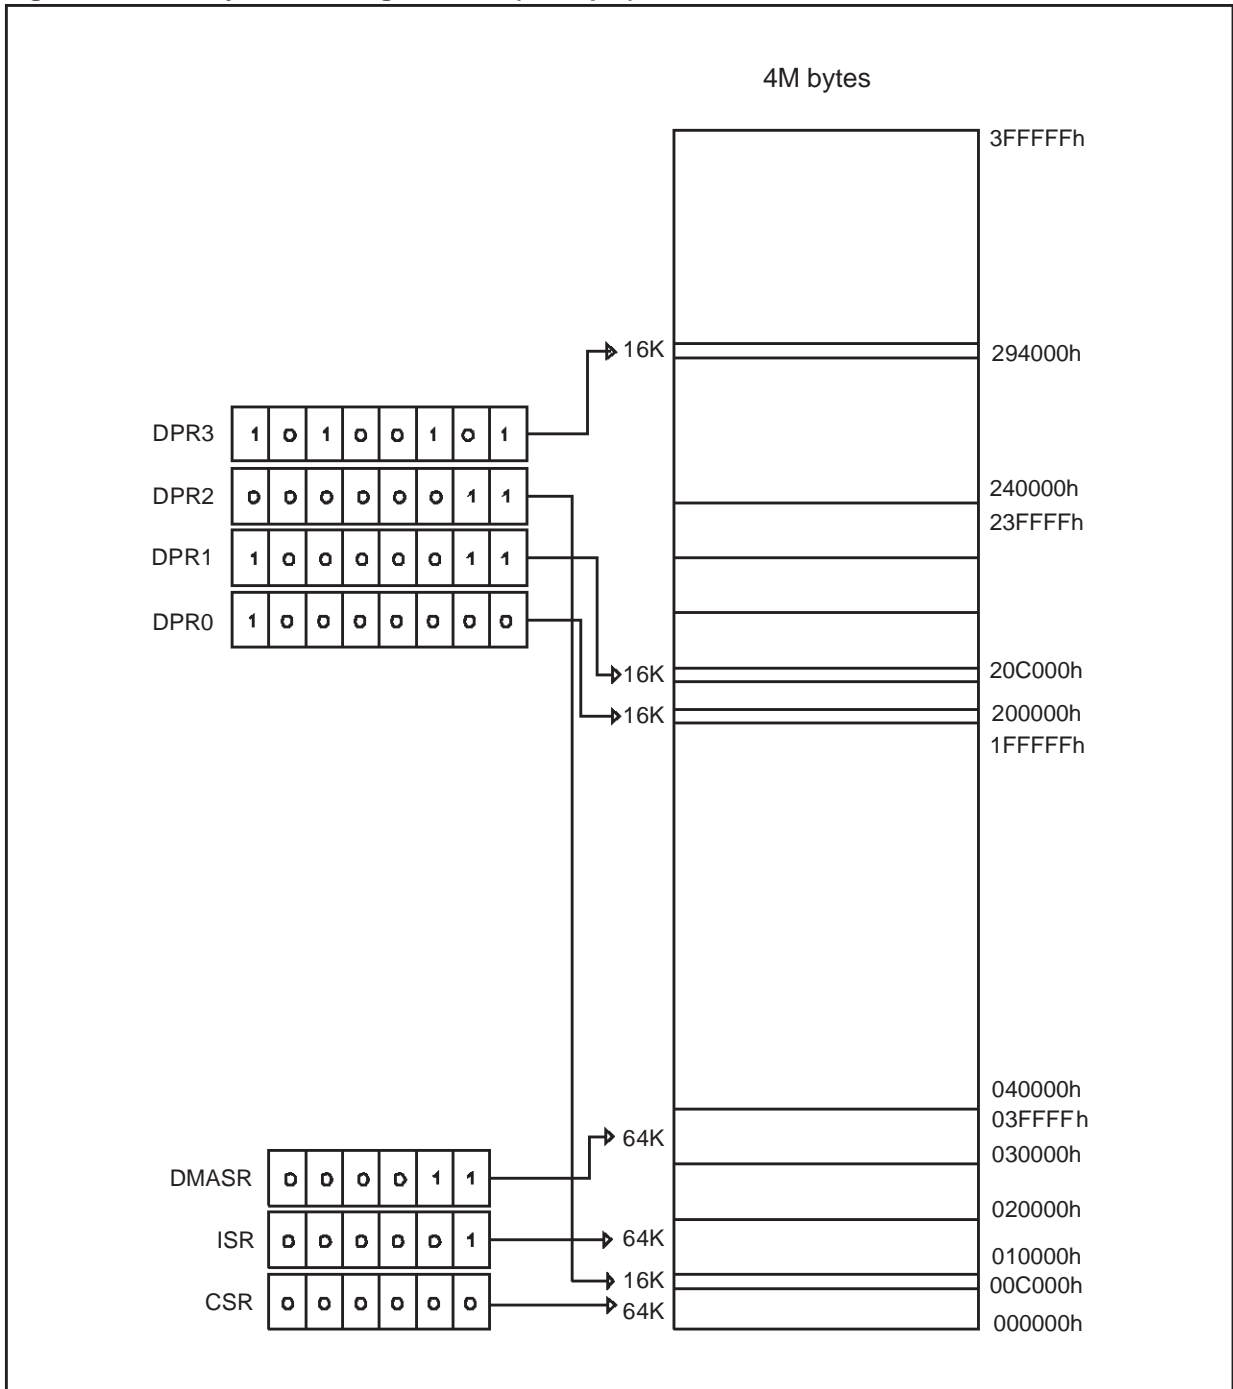 4M bytes
3FFFFFh
16K
294000h
DPR3 1 0 1 0 0 1 0 1
DPR2 0 0 0 0 0 0 1 1
240000h
23FFFFh
DPR1 1 0 0 0 0 0 1 1
DPR0 1 0 0 0 0 0 0 0
16K
20C000h
16K
200000h
1FFFFFh
040000h
03FFFFh
64K
030000h
DMASR 0 0 0 0 1 1
020000h
ISR 0 0 0 0 0 1
64K
010000h
16K
00C000h
CSR 0 0 0 0 0 0
64K
000000h